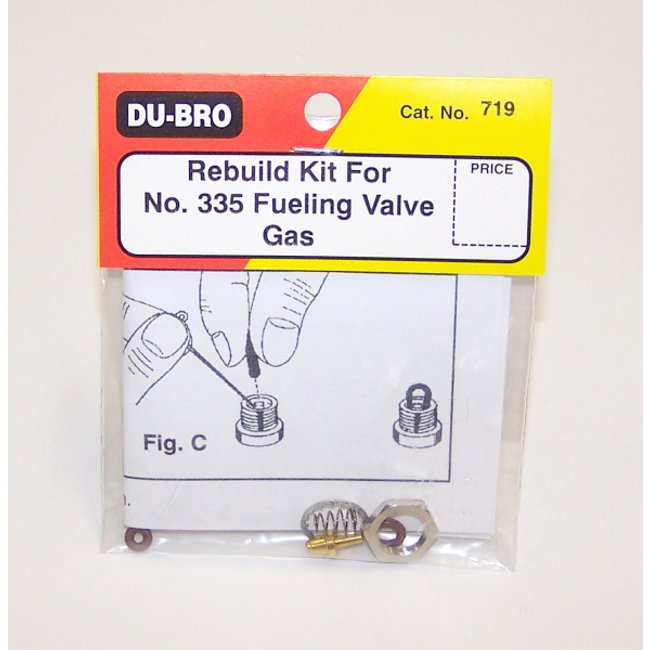 DU-BRO
Cat. No. 719
Rebuild Kit For
No. 335 Fueling Valve
Gas
PRICE
Fig. C